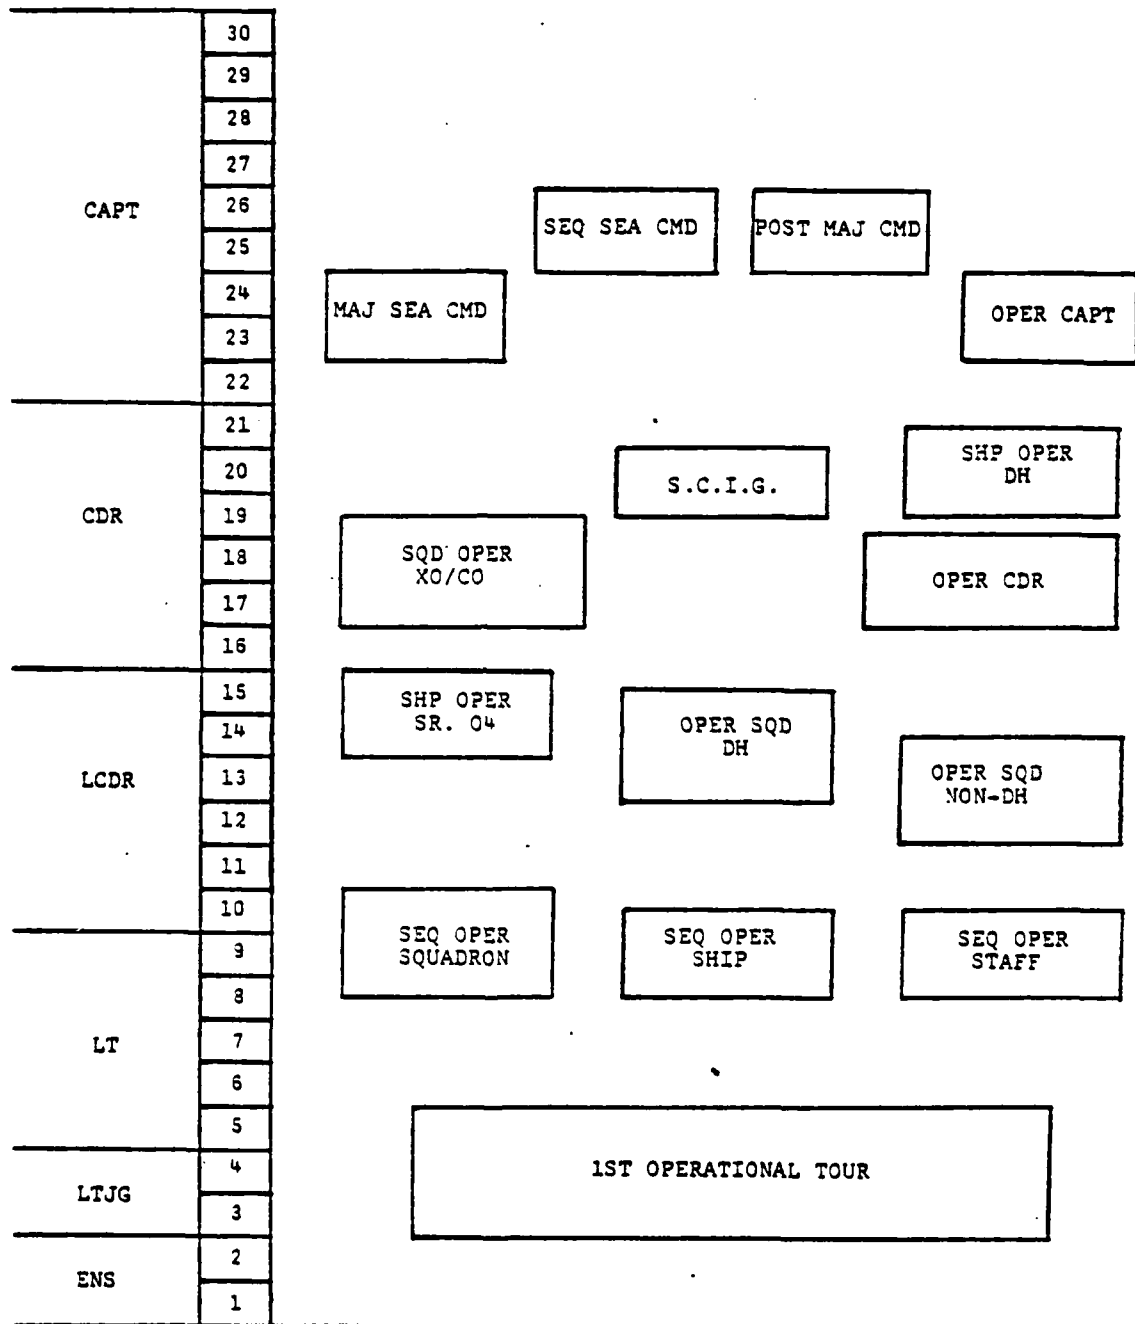 30
29
28
27
CAPT
26
25
24
23
22
SEQ SEA CMD
POST MAJ CMD
MAJ SEA CMD
OPER CAPT
21
20
CDR
19
18
17
16
SHP OPER
DH
S.C.I.G.
SQD OPER
XO/CO
OPER CDR
15
14
LCDR
13
12
11
10
SHP OPER
SR. 04
OPER SQD
DH
OPER SQD
NON-DH
9
8
LT
7
6
5
SEQ OPER
SQUADRON
SEQ OPER
SHIP
SEQ OPER
STAFF
4
LTJG
3
1ST OPERATIONAL TOUR
2
ENS
1